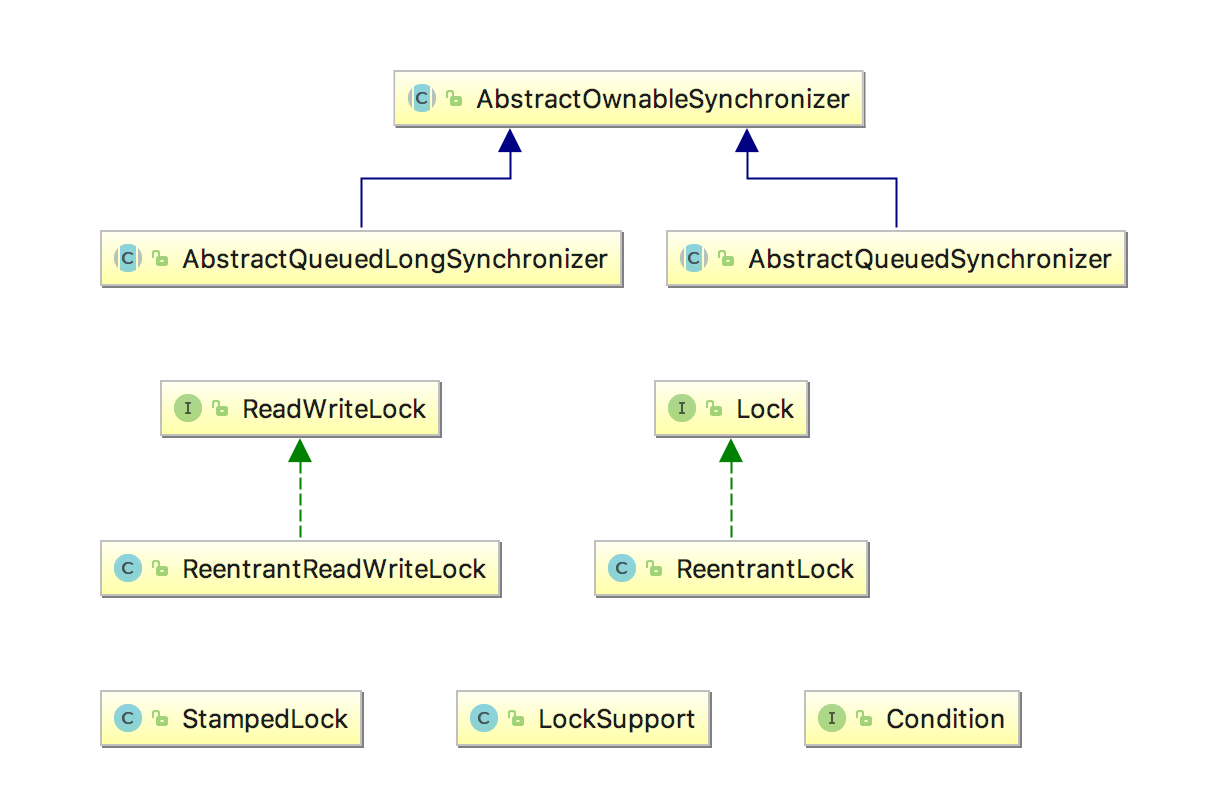 C AbstractOwnableSynchronizer
C AbstractQueuedLongSynchronizer
C AbstractQueuedSynchronizer
I ReadWriteLock
I Lock
C ReentrantReadWriteLock
C ReentrantLock
C StampedLock
C LockSupport
I Condition